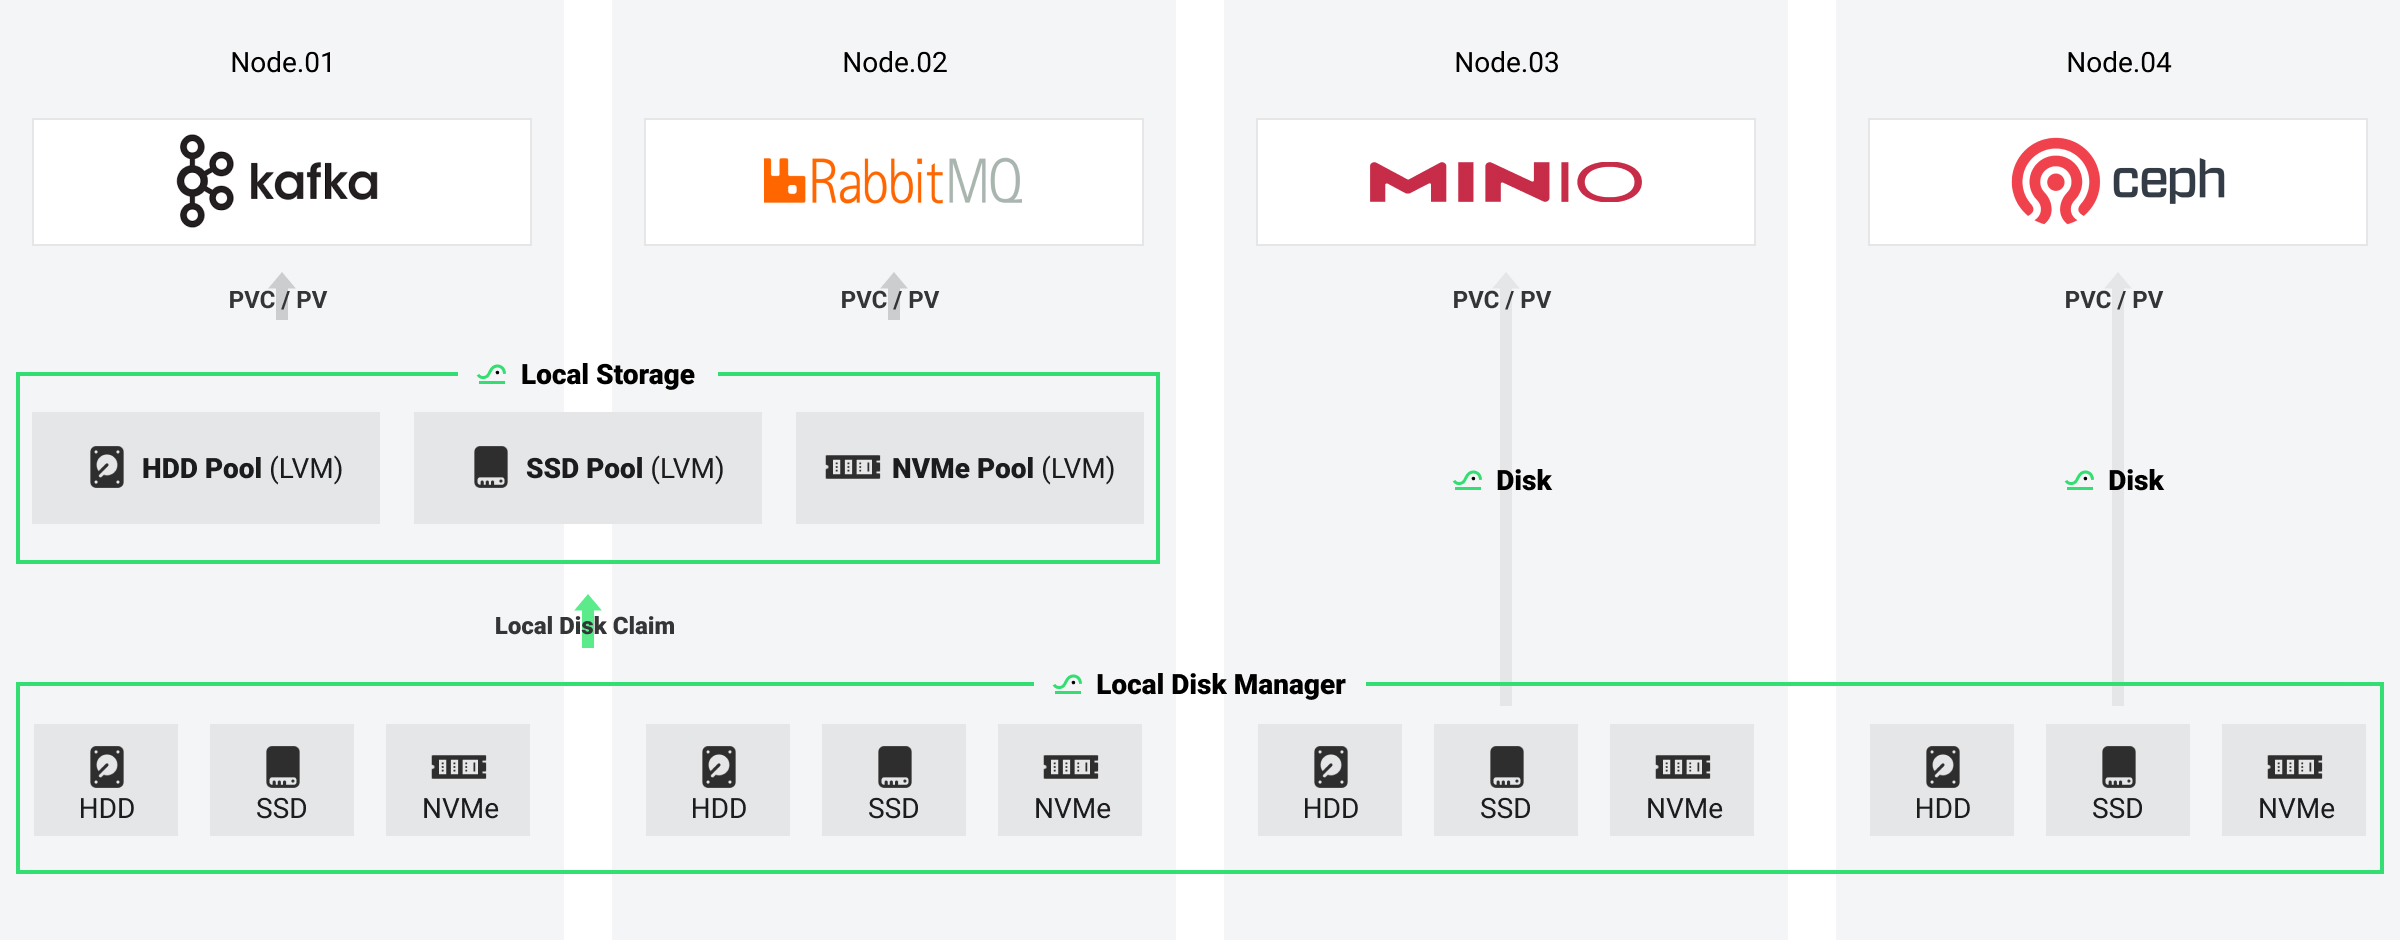 Node.01
Node.02
Node.03
Node.04
kafka
RabbitMQ
MINIO
ceph
PVC / PV
PVC / PV
PVC / PV
PVC / PV
Local Storage
HDD Pool (LVM)
SSD Pool (LVM)
NVMe Pool (LVM)
Disk
Disk
Local Disk Claim
Local Disk Manager
HDD
SSD
NVMe
HDD
SSD
NVMe
HDD
SSD
NVMe
HDD
SSD
NVMe